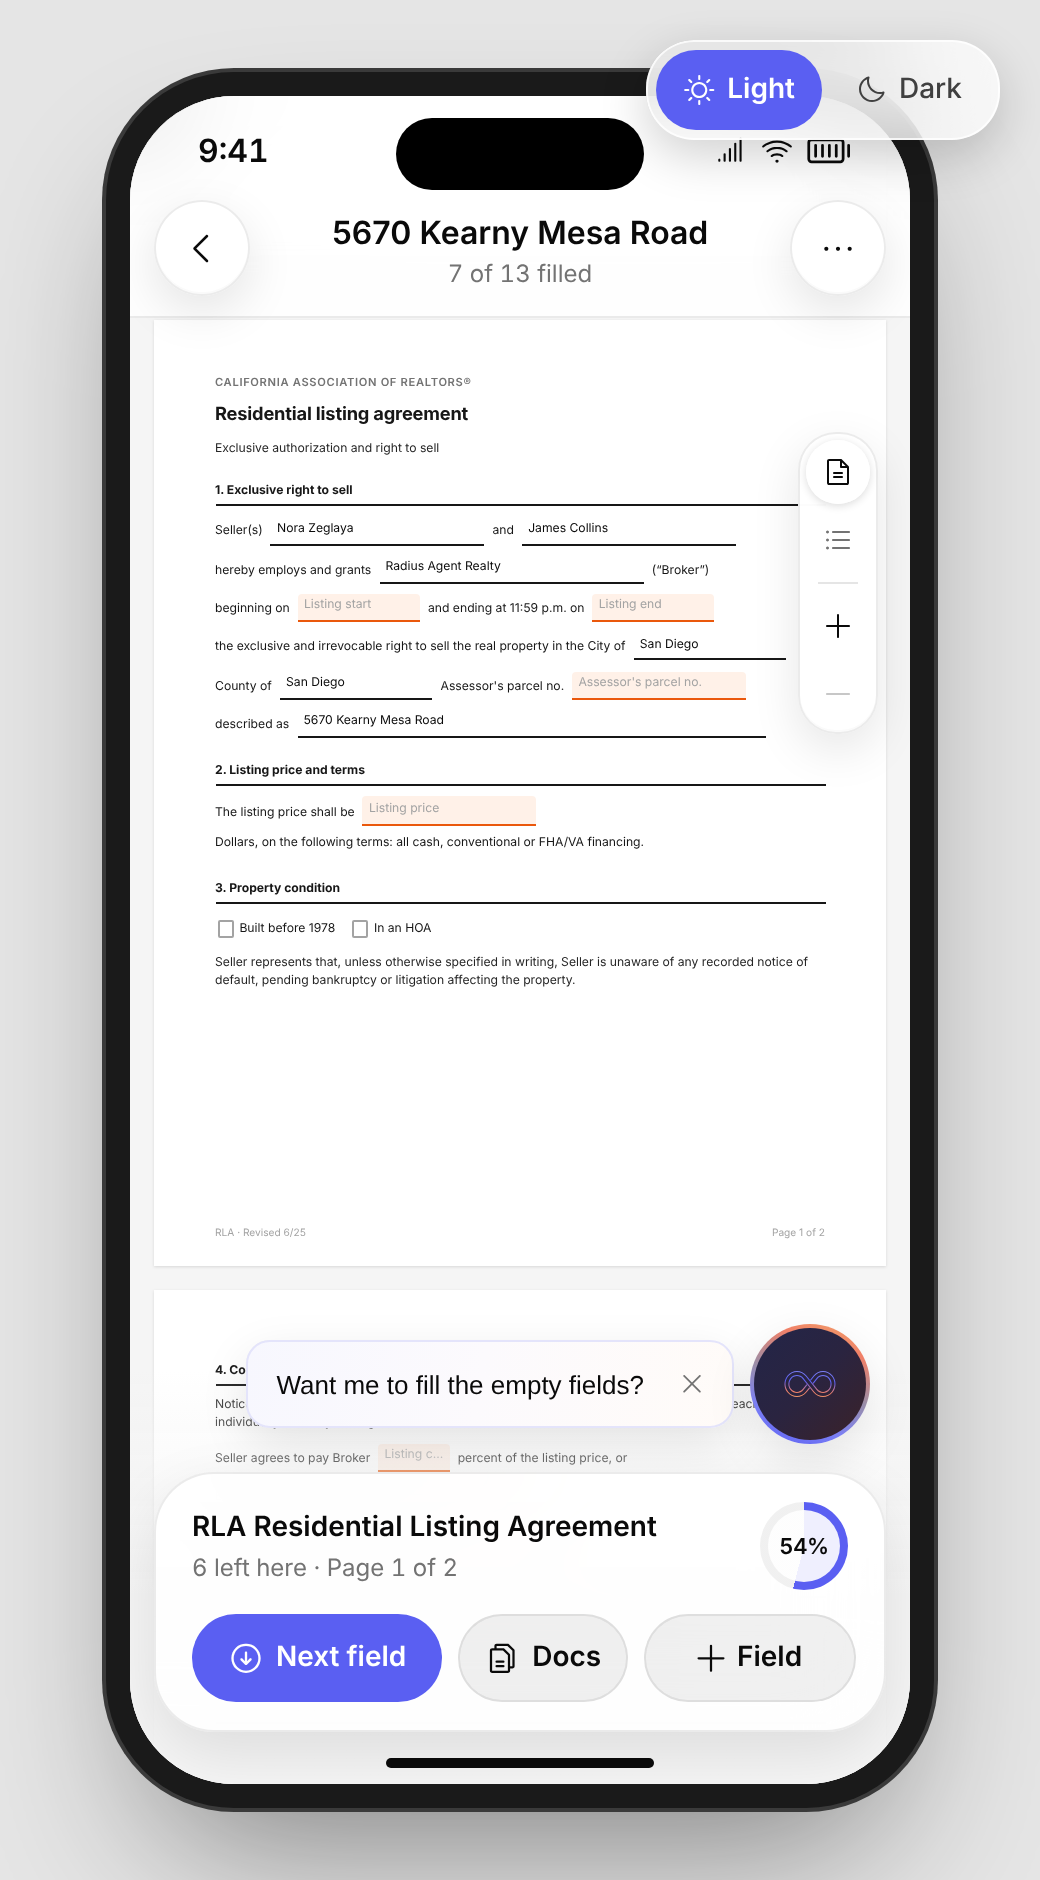 Light Dark
9:41
5670 Kearny Mesa Road
7 of 13 filled
CALIFORNIA ASSOCIATION OF REALTORS®
Residential listing agreement
Exclusive authorization and right to sell
1. Exclusive right to sell
Seller(s) Nora Zeglaya and James Collins
hereby employs and grants Radius Agent Realty (“Broker”)
beginning on Listing start and ending at 11:59 p.m. on Listing end
the exclusive and irrevocable right to sell the real property in the City of San Diego
County of San Diego Assessor's parcel no. Assessor's parcel no.
described as 5670 Kearny Mesa Road
2. Listing price and terms
The listing price shall be Listing price
Dollars, on the following terms: all cash, conventional or FHA/VA financing.
3. Property condition
Built before 1978 In an HOA
Seller represents that, unless otherwise specified in writing, Seller is unaware of any recorded notice of
default, pending bankruptcy or litigation affecting the property.
RLA · Revised 6/25 Page 1 of 2
4. Co
Want me to fill the empty fields?
Notic
individ
Seller agrees to pay Broker Listing c... percent of the listing price, or
RLA Residential Listing Agreement
6 left here · Page 1 of 2
54%
Next field Docs + Field